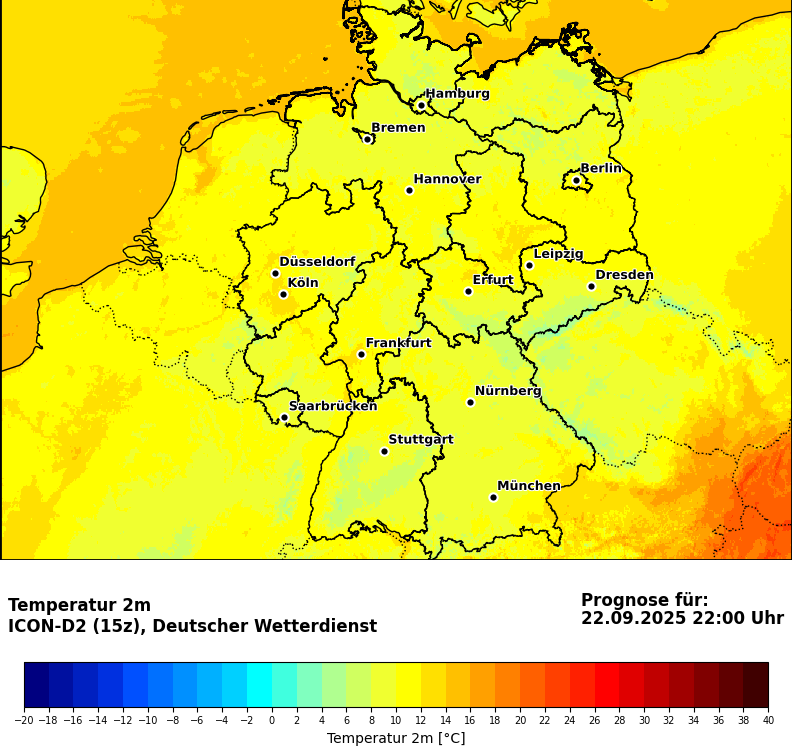 Hamburg
Bremen
Berlin
Hannover
Leipzig
Düsseldorf
Dresden
Köln
Erfurt
Frankfurt
Nürnberg
Saarbrücken
Stuttgart
München
Temperatur 2m
ICON-D2 (15z), Deutscher Wetterdienst
Prognose für:
22.09.2025 22:00 Uhr
−20 −18 −16 −14 −12 −10 −8 −6 −4 −2 0 2 4 6 8 10 12 14 16 18 20 22 24 26 28 30 32 34 36 38 40
Temperatur 2m [°C]